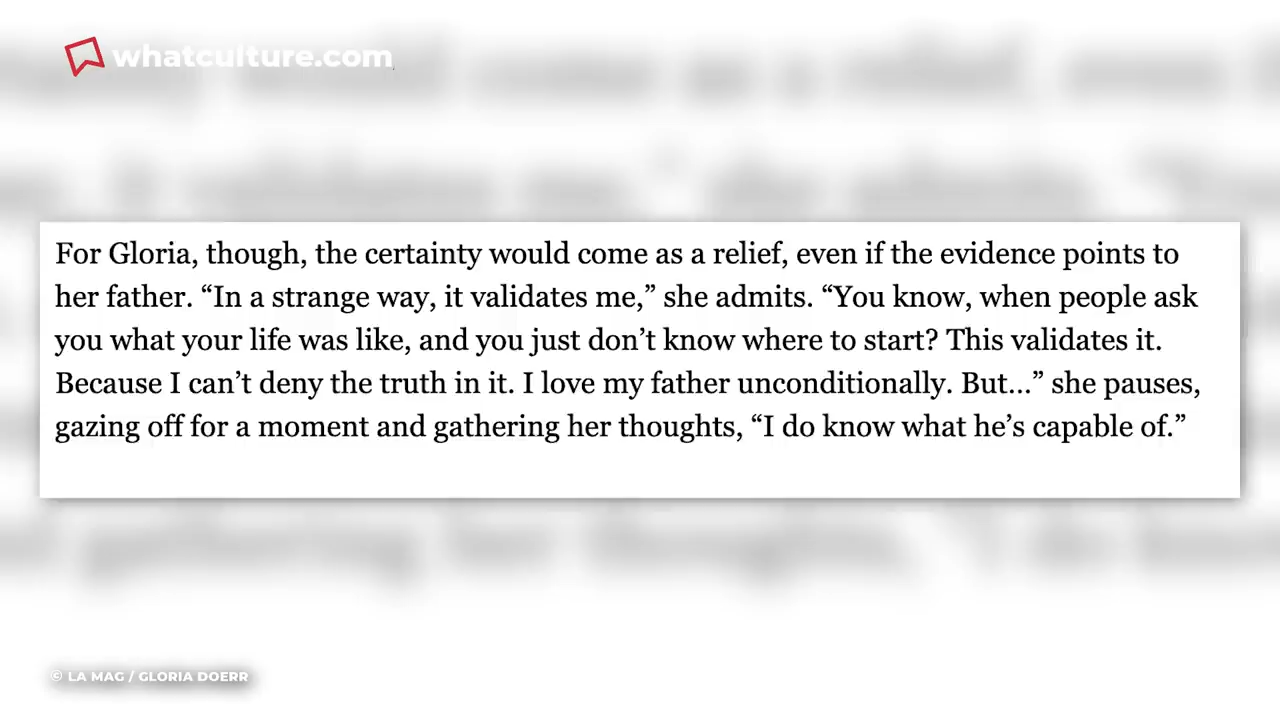 whatculture.com
For Gloria, though, the certainty would come as a relief, even if the evidence points to
her father. “In a strange way, it validates me,” she admits. “You know, when people ask
you what your life was like, and you just don’t know where to start? This validates it.
Because I can’t deny the truth in it. I love my father unconditionally. But…” she pauses,
gazing off for a moment and gathering her thoughts, “I do know what he’s capable of.”
© LA MAG / GLORIA DOERR